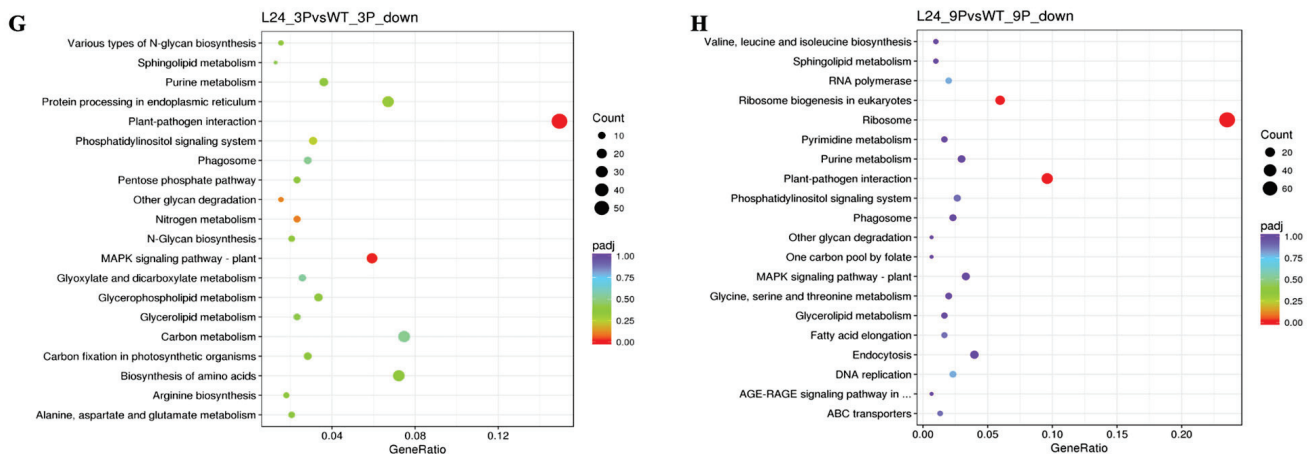 G
L24_3PvsWT_3P_down
Various types of N-glycan biosynthesis
Sphingolipid metabolism
Purine metabolism
Protein processing in endoplasmic reticulum
Plant-pathogen interaction
Phosphatidylinositol signaling system
Phagosome
Pentose phosphate pathway
Other glycan degradation
Nitrogen metabolism
N-Glycan biosynthesis
MAPK signaling pathway - plant
Glyoxylate and dicarboxylate metabolism
Glycerophospholipid metabolism
Glycerolipid metabolism
Carbon metabolism
Carbon fixation in photosynthetic organisms
Biosynthesis of amino acids
Arginine biosynthesis
Alanine, aspartate and glutamate metabolism
0.04 0.08 0.12
GeneRatio
Count
10
20
30
40
50
padj
1.00
0.75
0.50
0.25
0.00
H
L24_9PvsWT_9P_down
Valine, leucine and isoleucine biosynthesis
Sphingolipid metabolism
RNA polymerase
Ribosome biogenesis in eukaryotes
Ribosome
Pyrimidine metabolism
Purine metabolism
Plant-pathogen interaction
Phosphatidylinositol signaling system
Phagosome
Other glycan degradation
One carbon pool by folate
MAPK signaling pathway - plant
Glycine, serine and threonine metabolism
Glycerolipid metabolism
Fatty acid elongation
Endocytosis
DNA replication
AGE-RAGE signaling pathway in ...
ABC transporters
0.00 0.05 0.10 0.15 0.20
GeneRatio
Count
20
40
60
padj
1.00
0.75
0.50
0.25
0.00